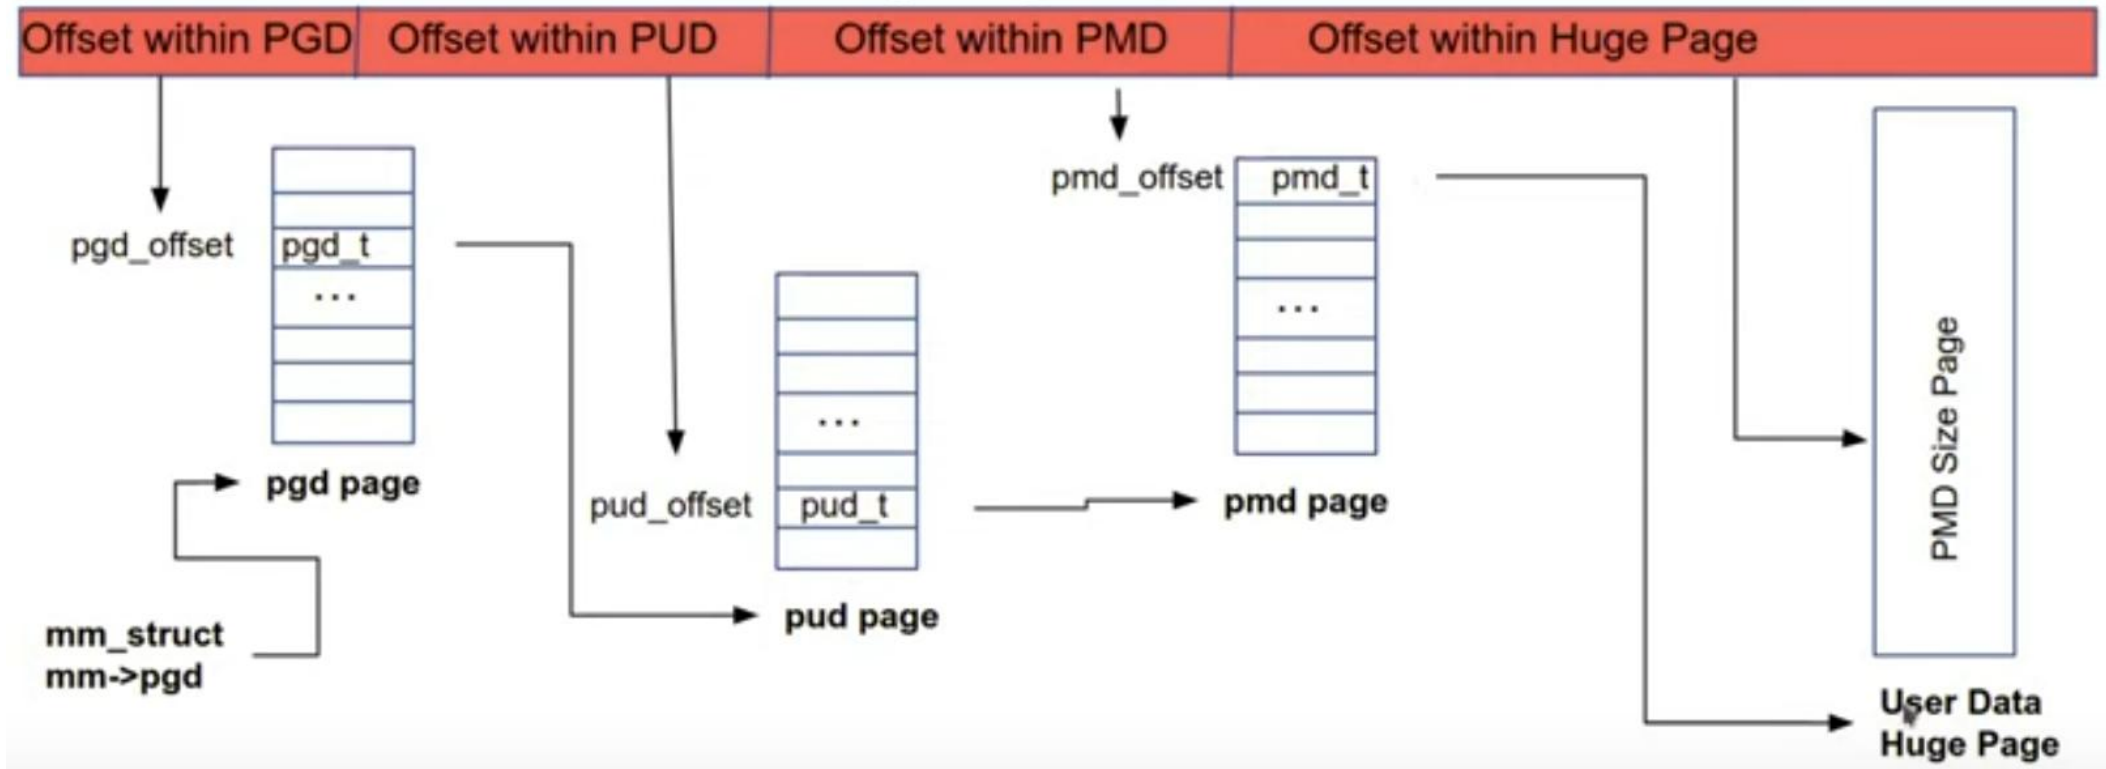 Offset within PGD
Offset within PUD
Offset within PMD
Offset within Huge Page
pgd_offset
pgd_t
...
pgd page
mm_struct
mm->pgd
pud_offset
...
pud_t
pud page
pmd_offset
pmd_t
...
pmd page
PMD Size Page
User Data
Huge Page